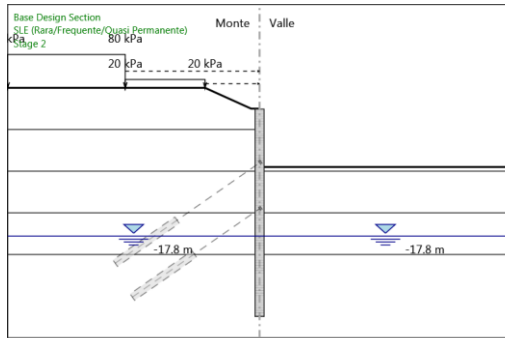 Base Design Section
SLE (Rara/Frequente/Quasi Permanente)
Stage 2
Monte
Valle
kPa
80 kPa
20 kPa
20 kPa
-17.8 m
-17.8 m